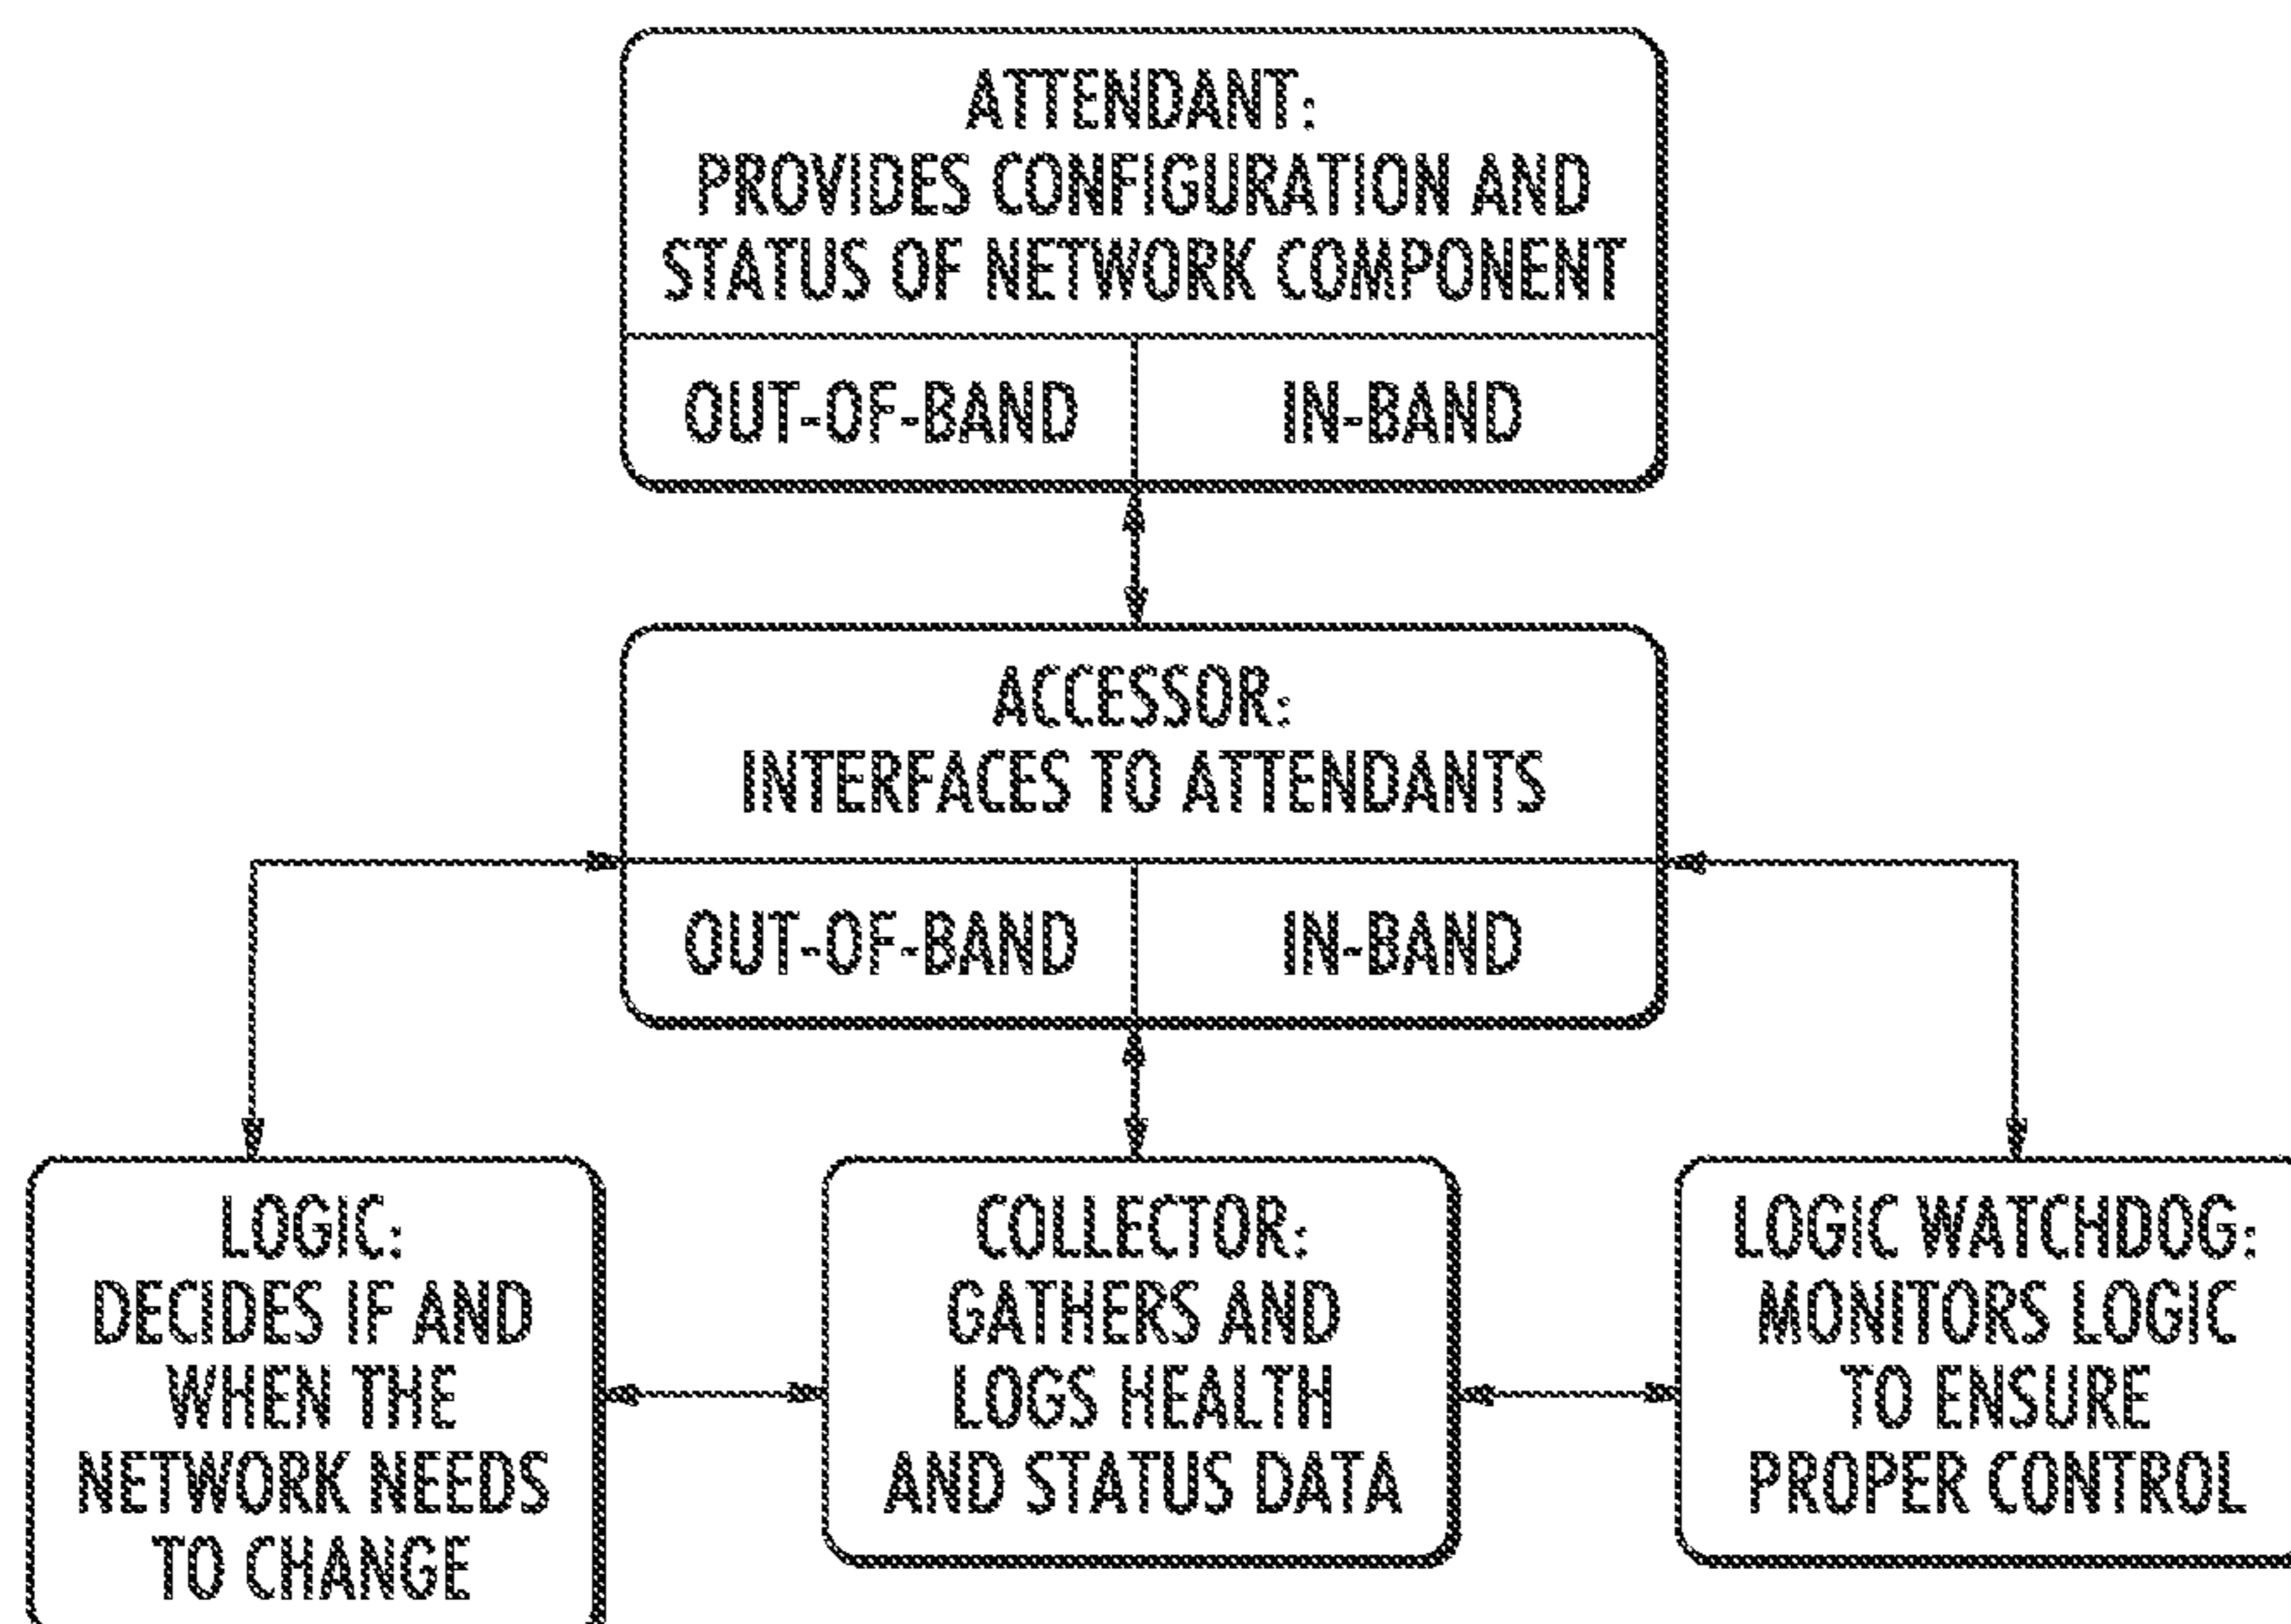 ATTENDANT:
PROVIDES CONFIGURATION AND
STATUS OF NETWORK COMPONENT
OUT-OF-BAND
IN-BAND
ACCESSOR:
INTERFACES TO ATTENDANTS
OUT-OF-BAND
IN-BAND
LOGIC:
DECIDES IF AND
WHEN THE
NETWORK NEEDS
TO CHANGE
COLLECTOR:
GATHERS AND
LOGS HEALTH
AND STATUS DATA
LOGIC WATCHDOG:
MONITORS LOGIC
TO ENSURE
PROPER CONTROL